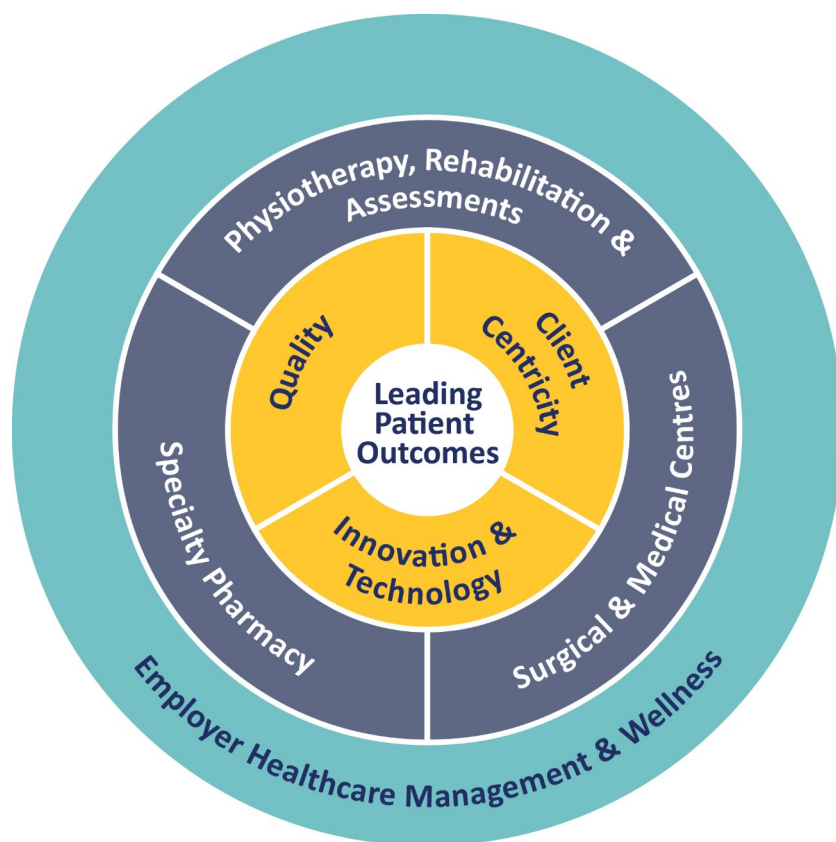 Physiotherapy, Rehabilitation &
Assessments
Quality
Client
Centricity
Leading
Patient
Outcomes
Innovation &
Technology
Specialty Pharmacy
Surgical & Medical Centres
Employer Healthcare Management & Wellness